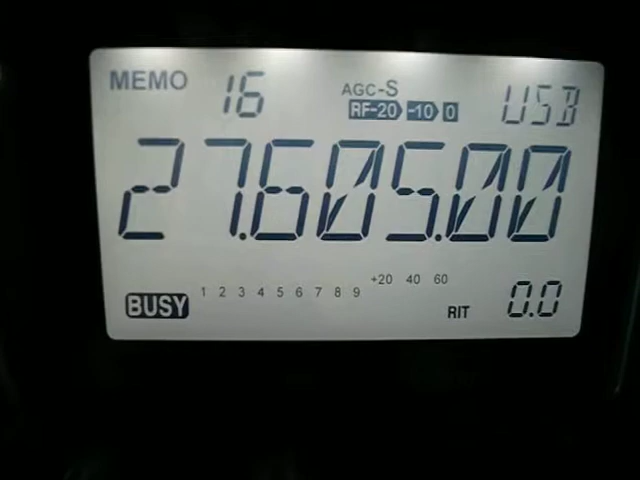 MEMO 16 AGC-S USB
RF-20 -10 0
27.605.00
+20 40 60
1 2 3 4 5 6 7 8 9
BUSY RIT 0.0